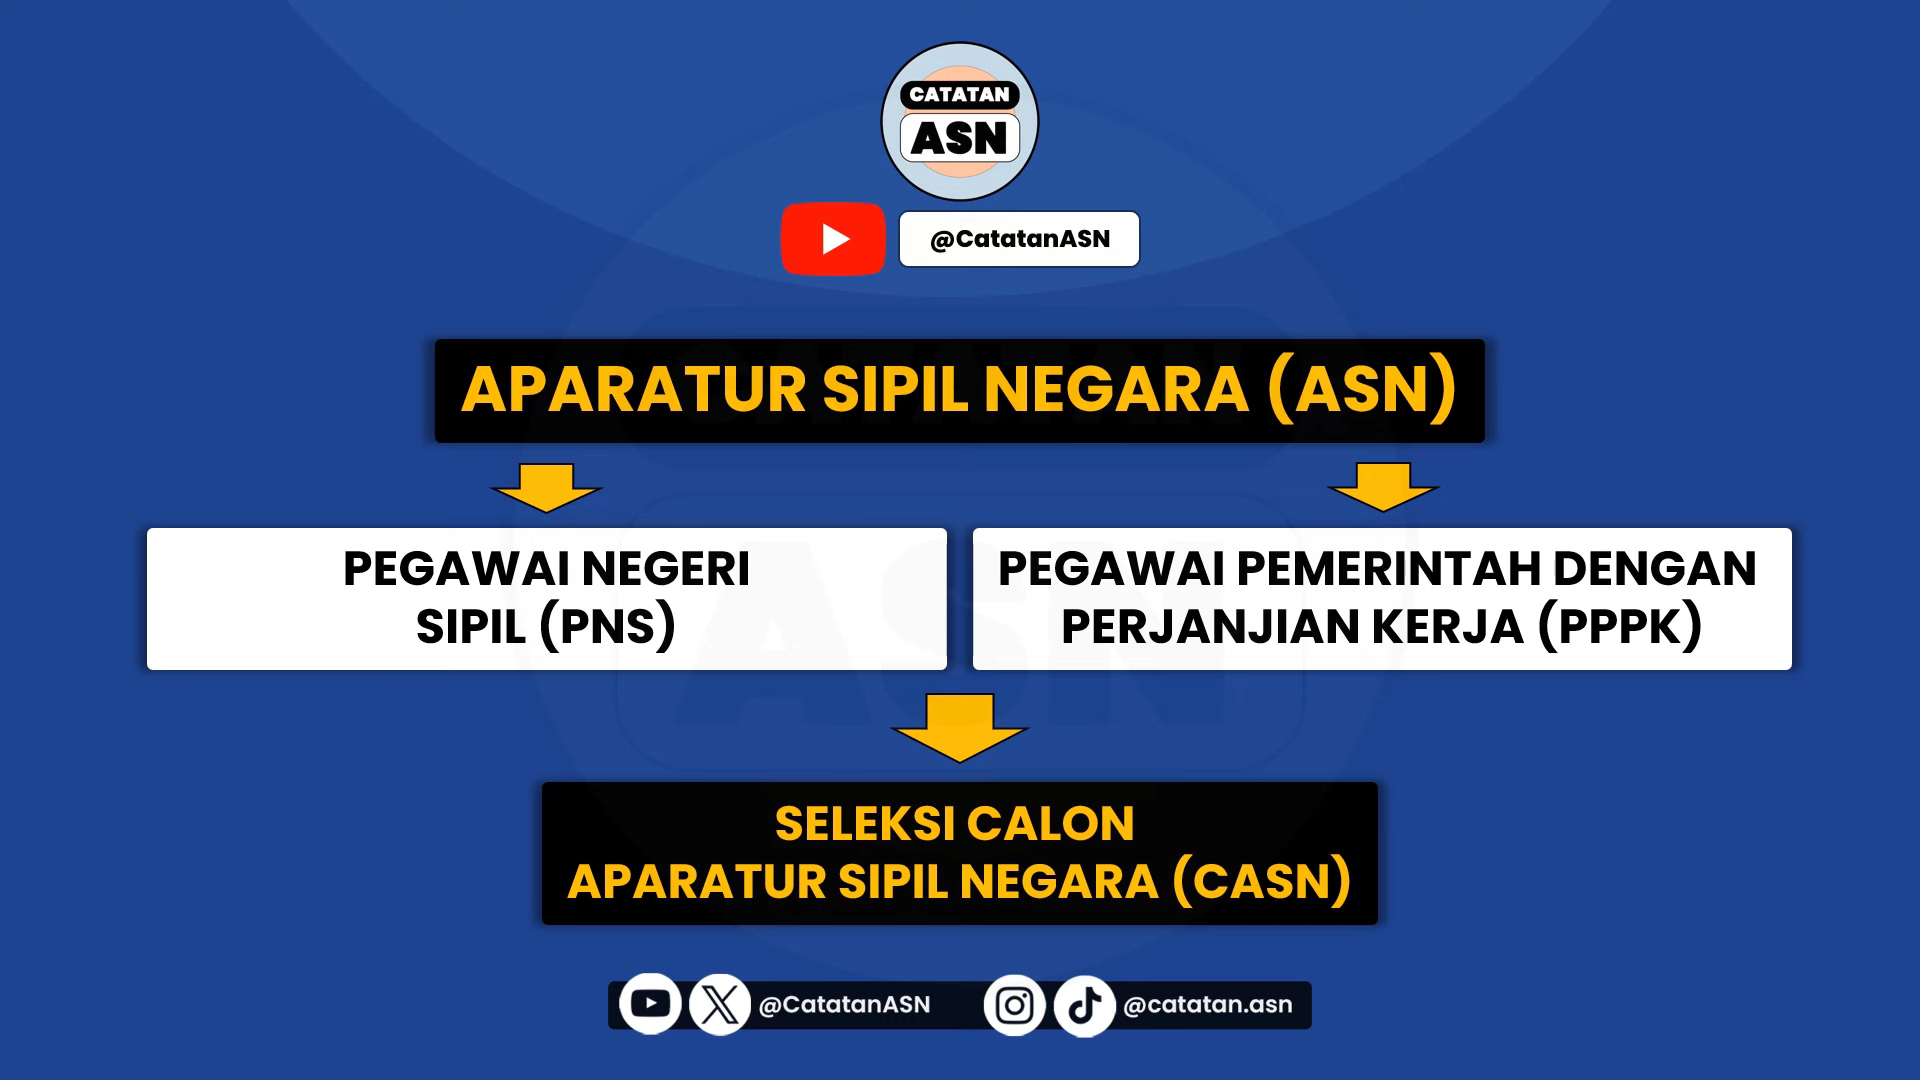 CATATAN
ASN
@CatatanASN
APARATUR SIPIL NEGARA (ASN)
PEGAWAI NEGERI
SIPIL (PNS)
PEGAWAI PEMERINTAH DENGAN
PERJANJIAN KERJA (PPPK)
SELEKSI CALON
APARATUR SIPIL NEGARA (CASN)
@CatatanASN
@catatan.asn